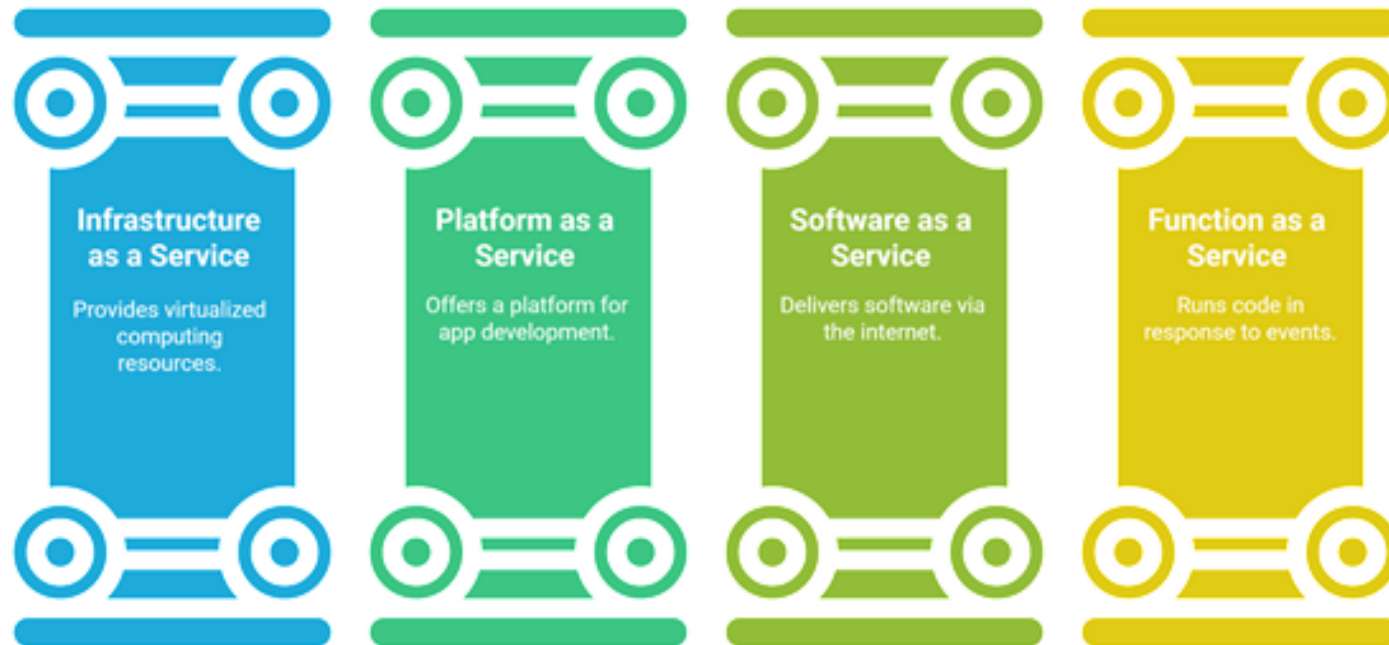 Infrastructure
as a Service
Provides virtualized
computing
resources.
Platform as a
Service
Offers a platform for
app development.
Software as a
Service
Delivers software via
the internet.
Function as a
Service
Runs code in
response to events.